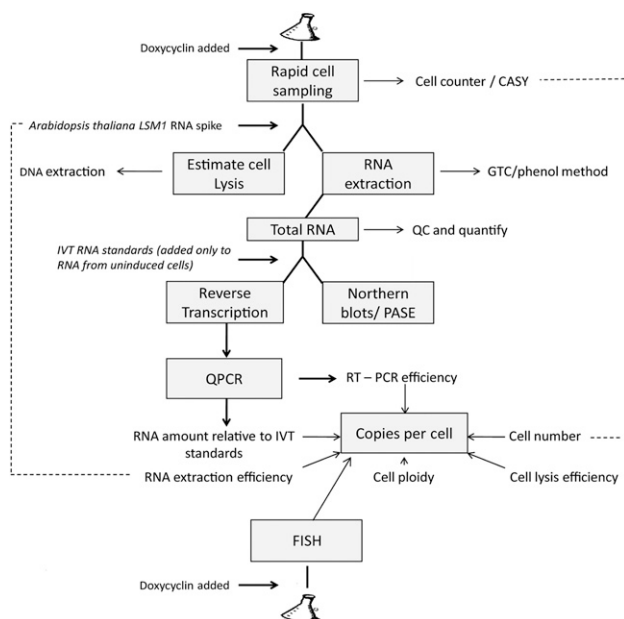 Doxycyclin added
Rapid cell
sampling
Cell counter / CASY
Arabidopsis thaliana LSM1 RNA spike
DNA extraction
Estimate cell
Lysis
RNA
extraction
GTC/phenol method
Total RNA
QC and quantify
IVT RNA standards (added only to
RNA from uninduced cells)
Reverse
Transcription
Northern
blots/ PASE
QPCR
RT – PCR efficiency
RNA amount relative to IVT
standards
Copies per cell
Cell number
RNA extraction efficiency
Cell ploidy
Cell lysis efficiency
FISH
Doxycyclin added